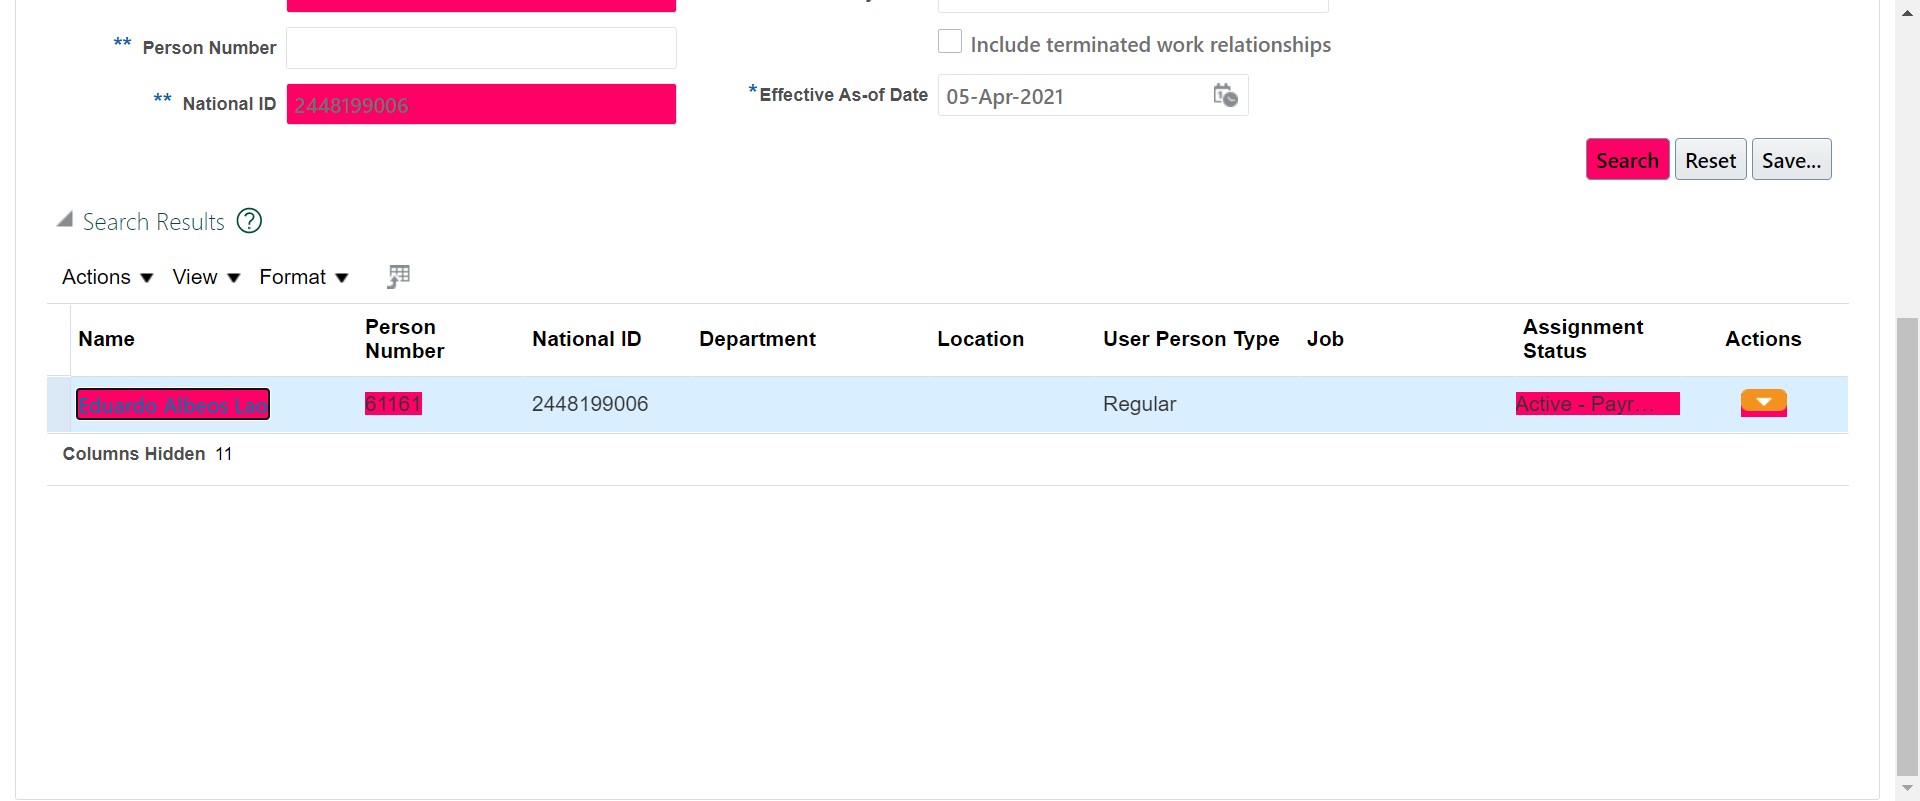 ** Person Number
Include terminated work relationships
** National ID 2448199006
*Effective As-of Date 05-Apr-2021
Search Reset Save...
Search Results ?
Actions View Format
Name Person Number National ID Department Location User Person Type Job Assignment Status Actions
Eduardo Albeos Lao 61161 2448199006 Regular Active - Payr...
Columns Hidden 11